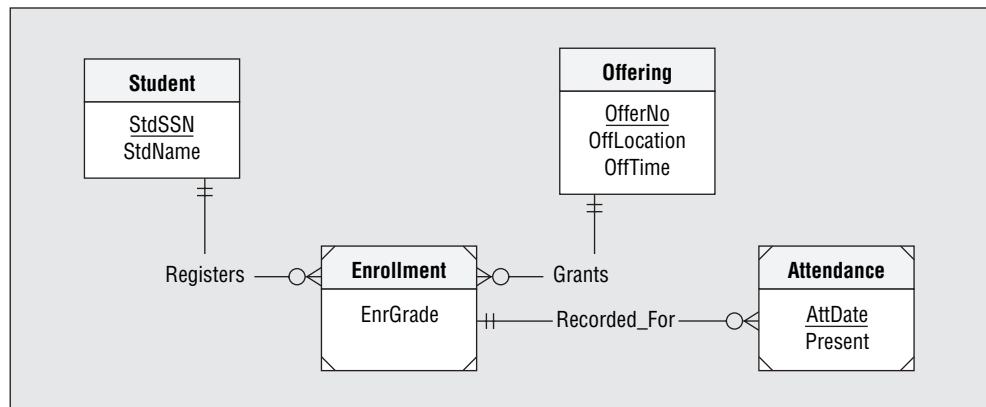 Student
StdSSN
StdName
Offering
OfferNo
OffLocation
OffTime
Registers
Enrollment
EnrGrade
Grants
Recorded_For
Attendance
AttDate
Present